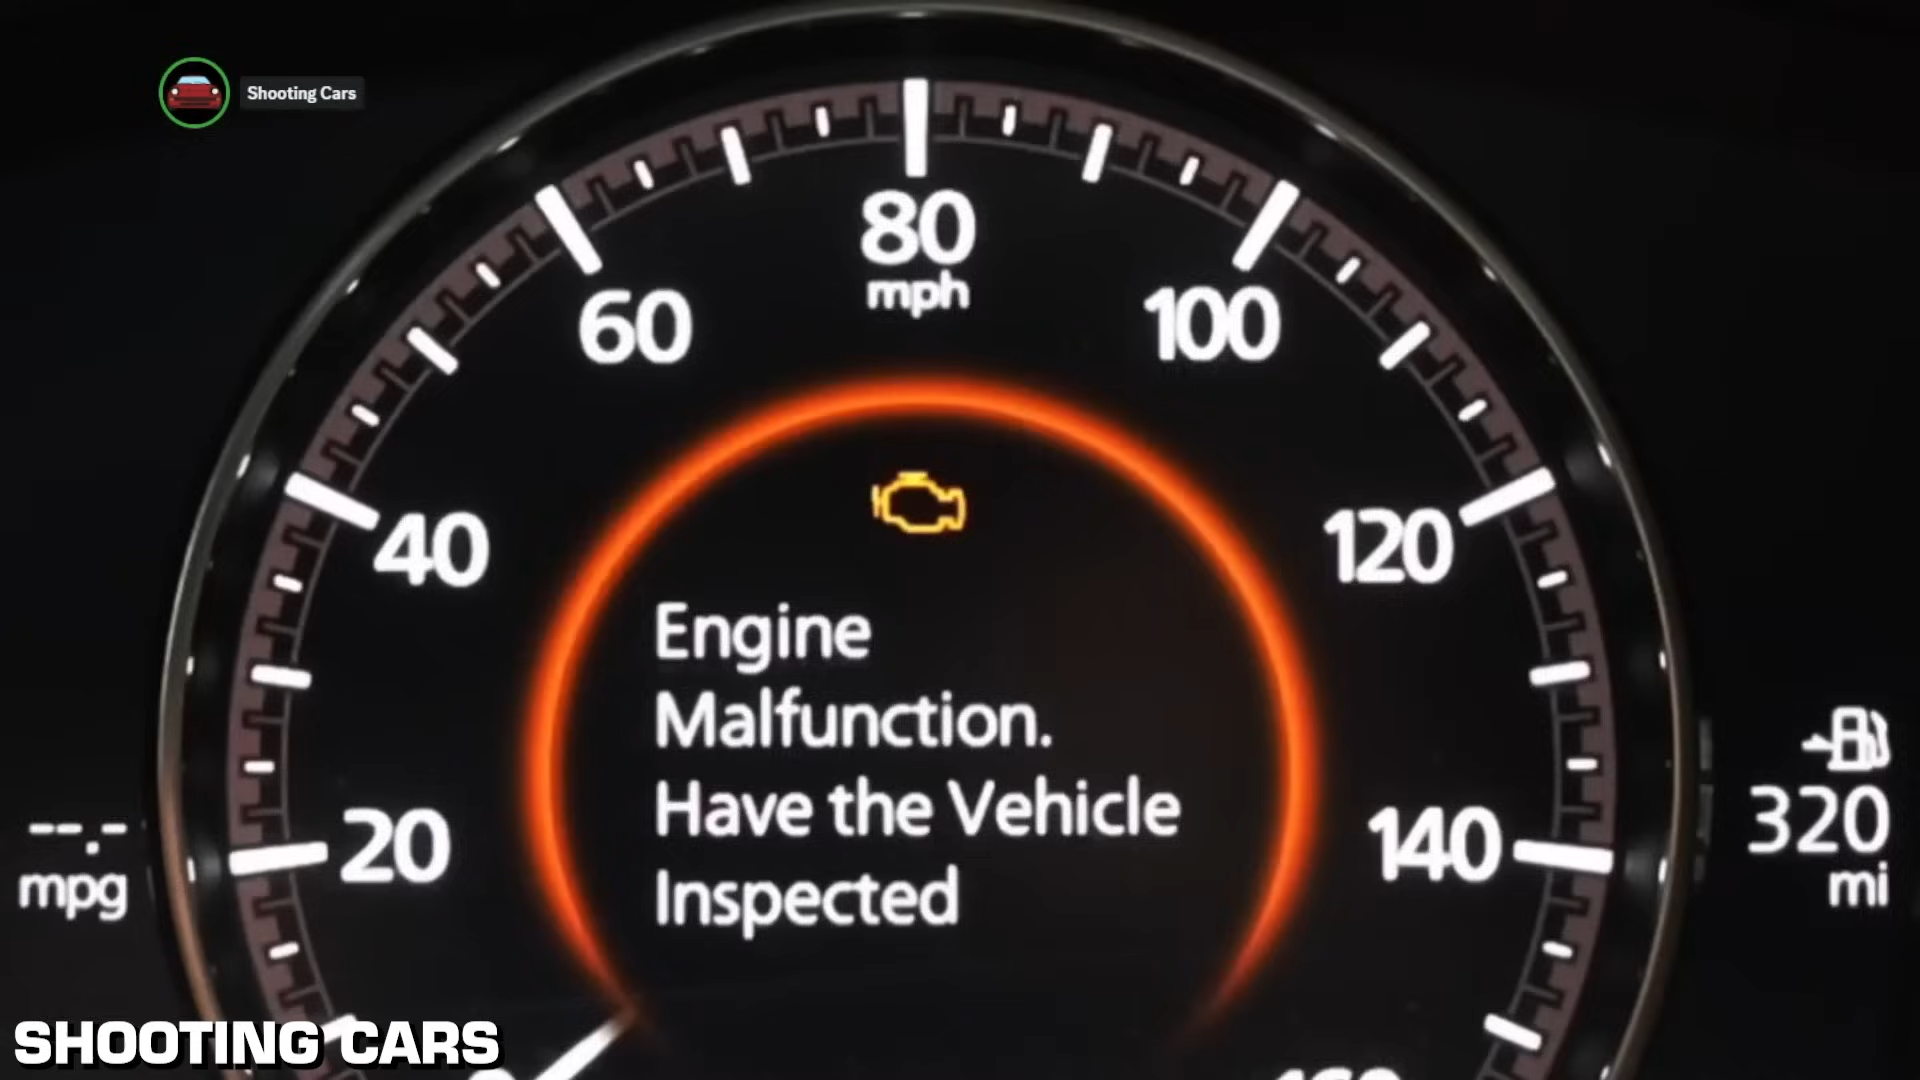 Shooting Cars
80
mph
60
100
40
120
Engine
Malfunction.
Have the Vehicle
Inspected
20
140
--.-
mpg
320
mi
SHOOTING CARS